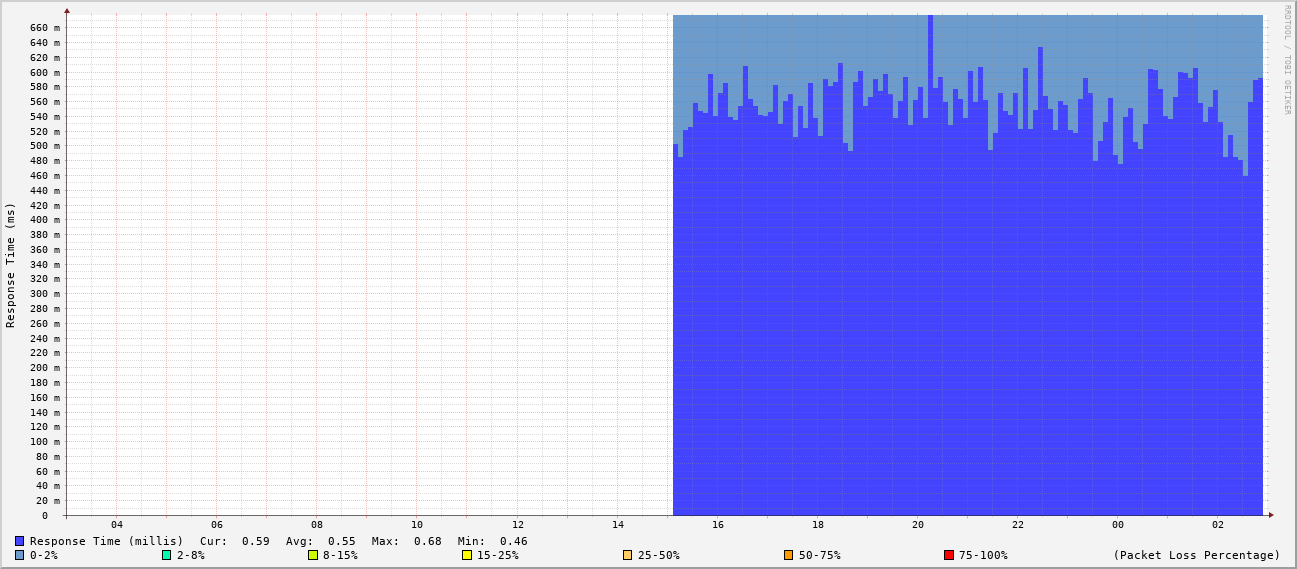 RRDTOOL / TOBI OETIKER
Response Time (ms)
660 m
640 m
620 m
600 m
580 m
560 m
540 m
520 m
500 m
480 m
460 m
440 m
420 m
400 m
380 m
360 m
340 m
320 m
300 m
280 m
260 m
240 m
220 m
200 m
180 m
160 m
140 m
120 m
100 m
80 m
60 m
40 m
20 m
0
04 06 08 10 12 14 16 18 20 22 00 02
Response Time (millis) Cur: 0.59 Avg: 0.55 Max: 0.68 Min: 0.46
0-2% 2-8% 8-15% 15-25% 25-50% 50-75% 75-100% (Packet Loss Percentage)